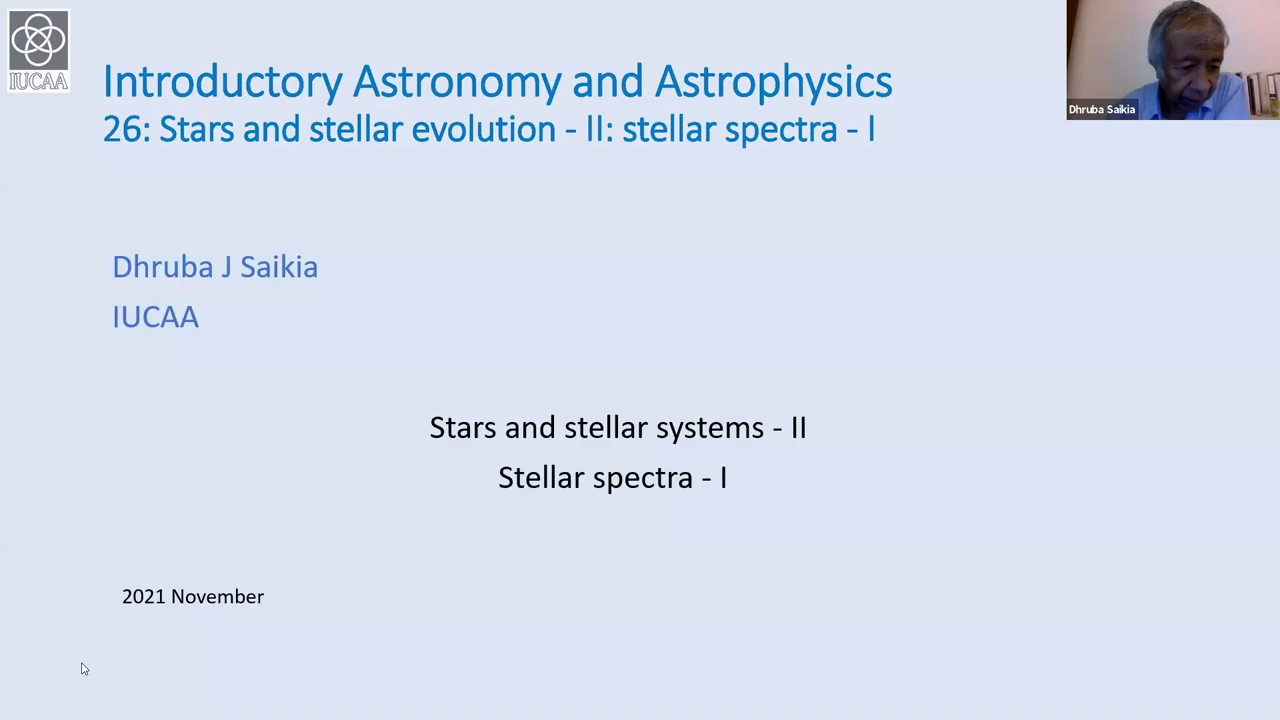 IUCAA
Introductory Astronomy and Astrophysics
26: Stars and stellar evolution - II: stellar spectra - I
Dhruba Saikia
Dhruba J Saikia
IUCAA
Stars and stellar systems - II
Stellar spectra - I
2021 November